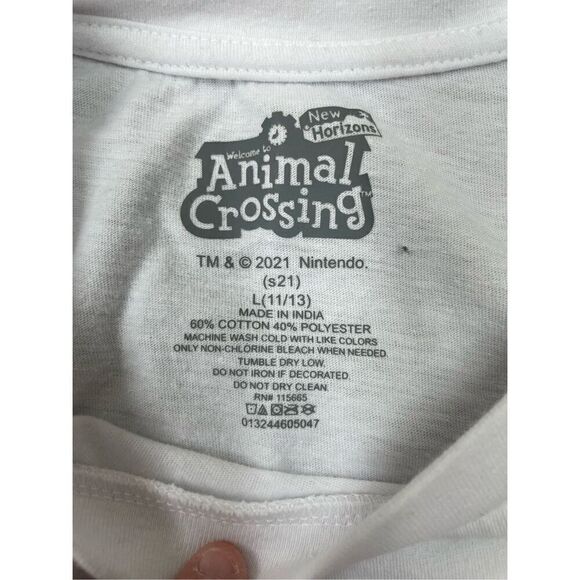 New
Horizons
Welcome to
Animal
Crossing™
TM & © 2021 Nintendo.
(s21)
L(11/13)
MADE IN INDIA
60% COTTON 40% POLYESTER
MACHINE WASH COLD WITH LIKE COLORS
ONLY NON-CHLORINE BLEACH WHEN NEEDED.
TUMBLE DRY LOW.
DO NOT IRON IF DECORATED.
DO NOT DRY CLEAN.
RN# 115665
013244605047